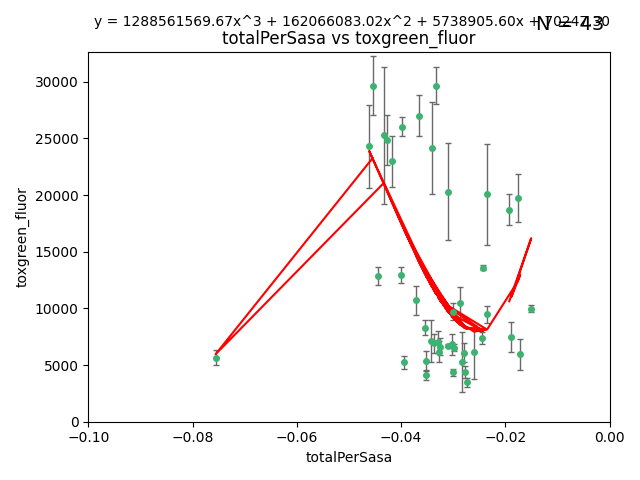 y = 1288561569.67x^3 + 162066083.02x^2 + 5738905.60x + 70247.30
N = 43
totalPerSasa vs toxgreen_fluor
30000
25000
20000
15000
10000
5000
0
toxgreen_fluor
−0.10 −0.08 −0.06 −0.04 −0.02 0.00
totalPerSasa